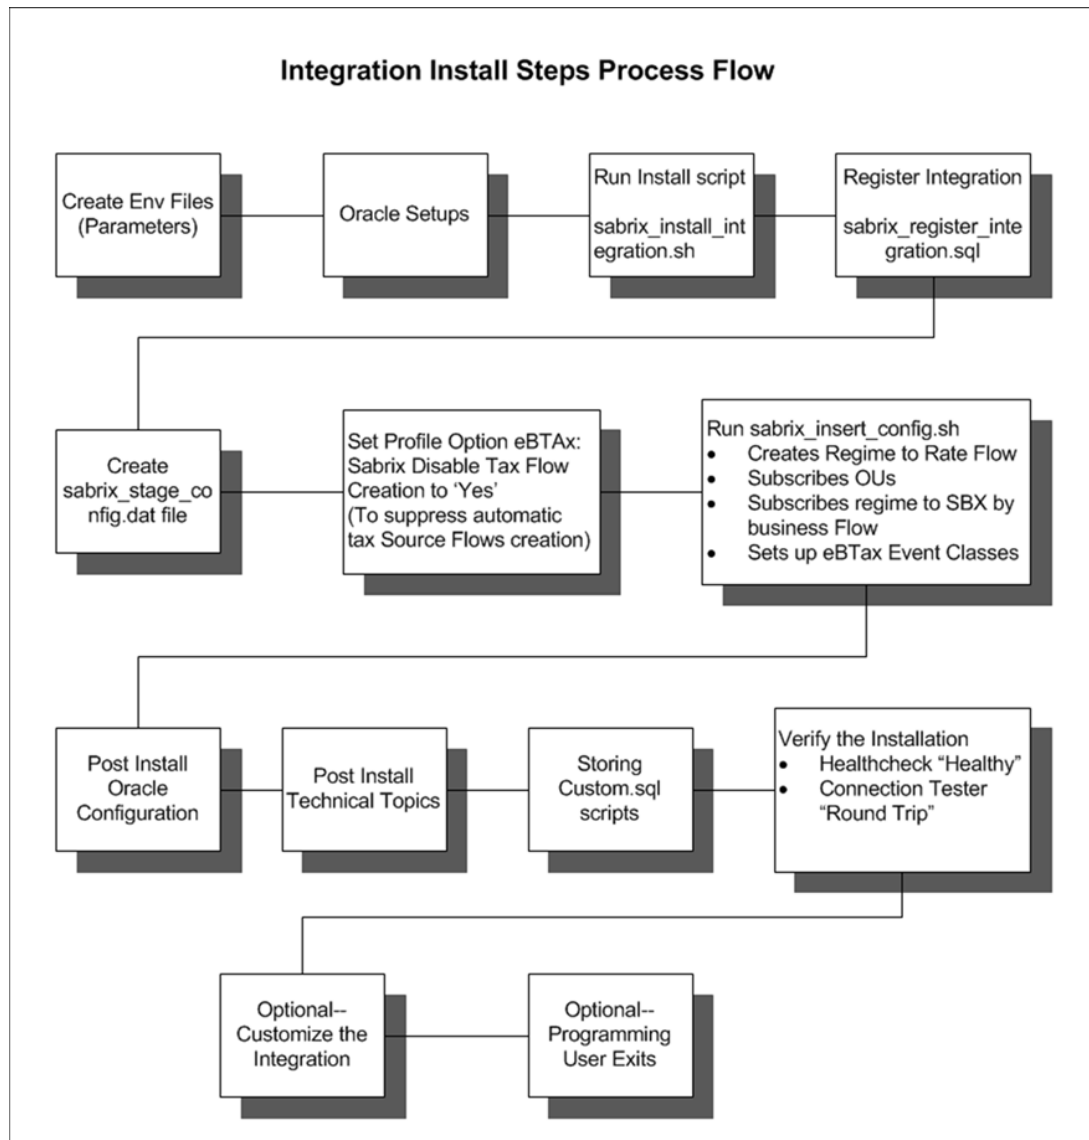 Integration Install Steps Process Flow
Create Env Files
(Parameters)
Oracle Setups
Run Install script
sabrix_install_int
egration.sh
Register Integration
sabrix_register_inte
gration.sql
Create
sabrix_stage_co
nfig.dat file
Set Profile Option eBTAx:
Sabrix Disable Tax Flow
Creation to ‘Yes’
(To suppress automatic
tax Source Flows creation)
Run sabrix_insert_config.sh
• Creates Regime to Rate Flow
• Subscribes OUs
• Subscribes regime to SBX by
business Flow
• Sets up eBTax Event Classes
Post Install
Oracle
Configuration
Post Install
Technical Topics
Storing
Custom.sql
scripts
Verify the Installation
• Healthcheck “Healthy”
• Connection Tester
“Round Trip”
Optional--
Customize the
Integration
Optional--
Programming
User Exits